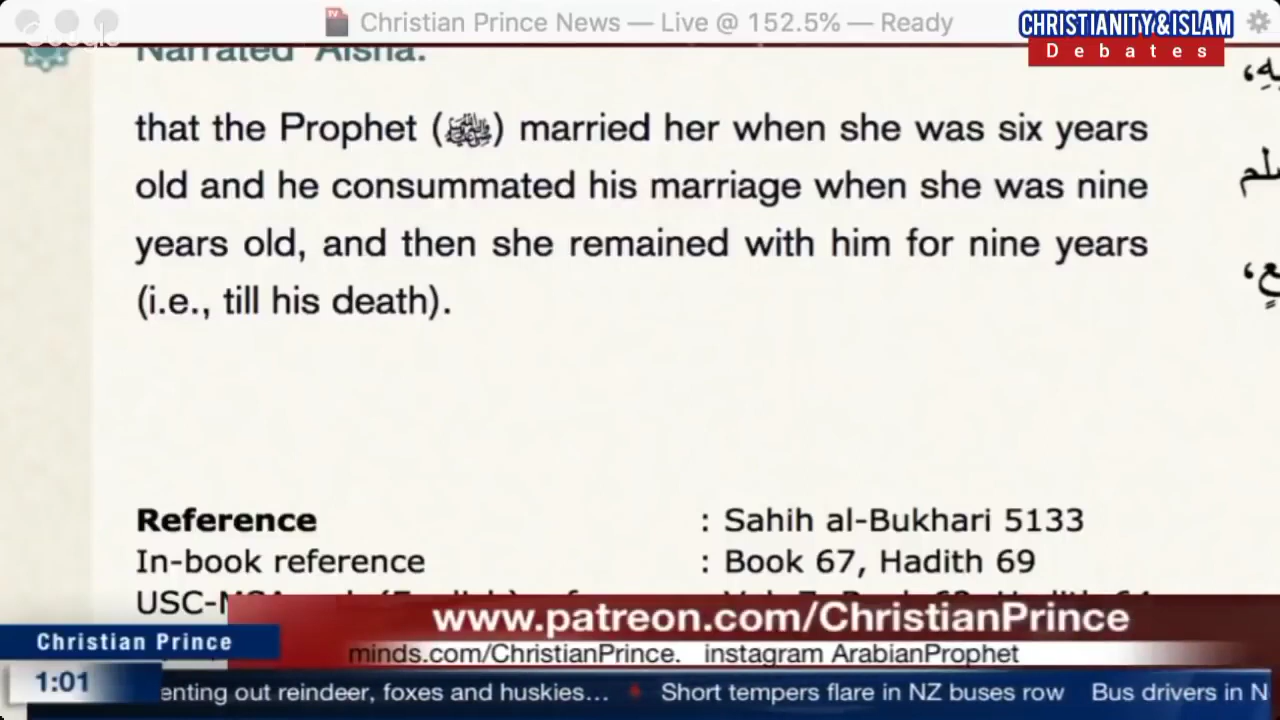 Christian Prince News — Live @ 152.5% — Ready
CHRISTIANITY & ISLAM
Debates
Google
Narrated Aisha:
that the Prophet (ﷺ) married her when she was six years
old and he consummated his marriage when she was nine
years old, and then she remained with him for nine years
(i.e., till his death).
سلم
Reference : Sahih al-Bukhari 5133
In-book reference : Book 67, Hadith 69
www.patreon.com/ChristianPrince
Christian Prince
minds.com/ChristianPrince. instagram ArabianProphet
1:01
enting out reindeer, foxes and huskies... • Short tempers flare in NZ buses row Bus drivers in N